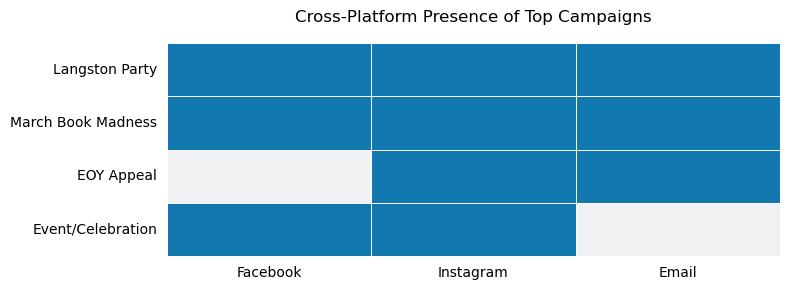 Cross-Platform Presence of Top Campaigns
Langston Party
March Book Madness
EOY Appeal
Event/Celebration
Facebook Instagram Email